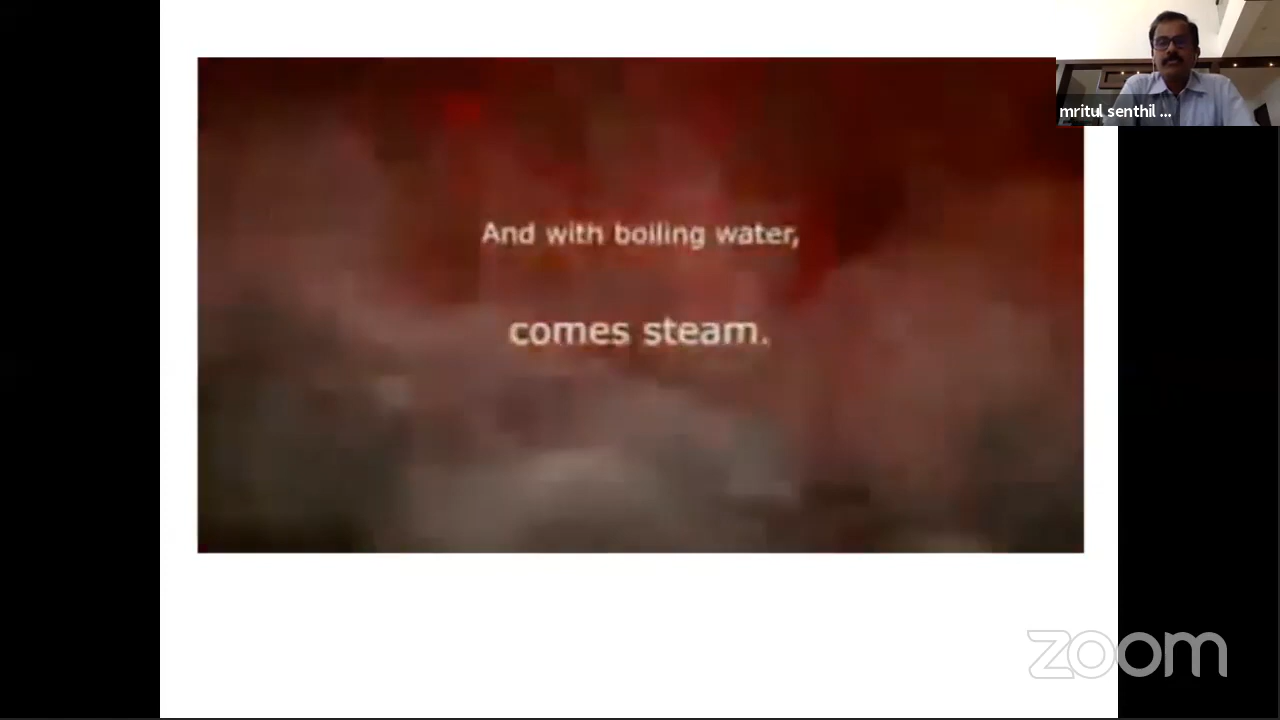 mritul senthil ...
And with boiling water,
comes steam.
zoom